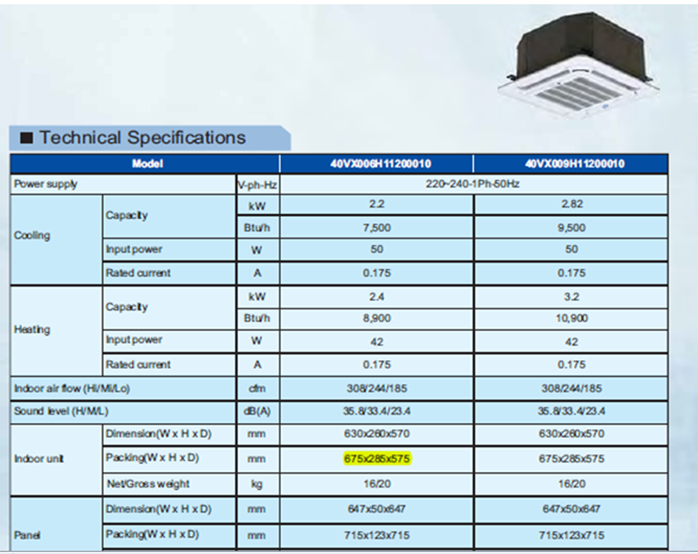 ■ Technical Specifications
Model 40VX006H11200010 40VX009H11200010
Power supply V-ph-Hz 220~240-1Ph-50Hz
Cooling Capacity kW 2.2 2.82
Btu/h 7,500 9,500
Input power W 50 50
Rated current A 0.175 0.175
Heating Capacity kW 2.4 3.2
Btu/h 8,900 10,900
Input power W 42 42
Rated current A 0.175 0.175
Indoor air flow (Hi/Mi/Lo) cfm 308/244/185 308/244/185
Sound level (H/M/L) dB(A) 35.8/33.4/23.4 35.8/33.4/23.4
Indoor unit Dimension(W x H x D) mm 630x260x570 630x260x570
Packing(W x H x D) mm 675x285x575 675x285x575
Net/Gross weight kg 16/20 16/20
Panel Dimension(W x H x D) mm 647x50x647 647x50x647
Packing(W x H x D) mm 715x123x715 715x123x715